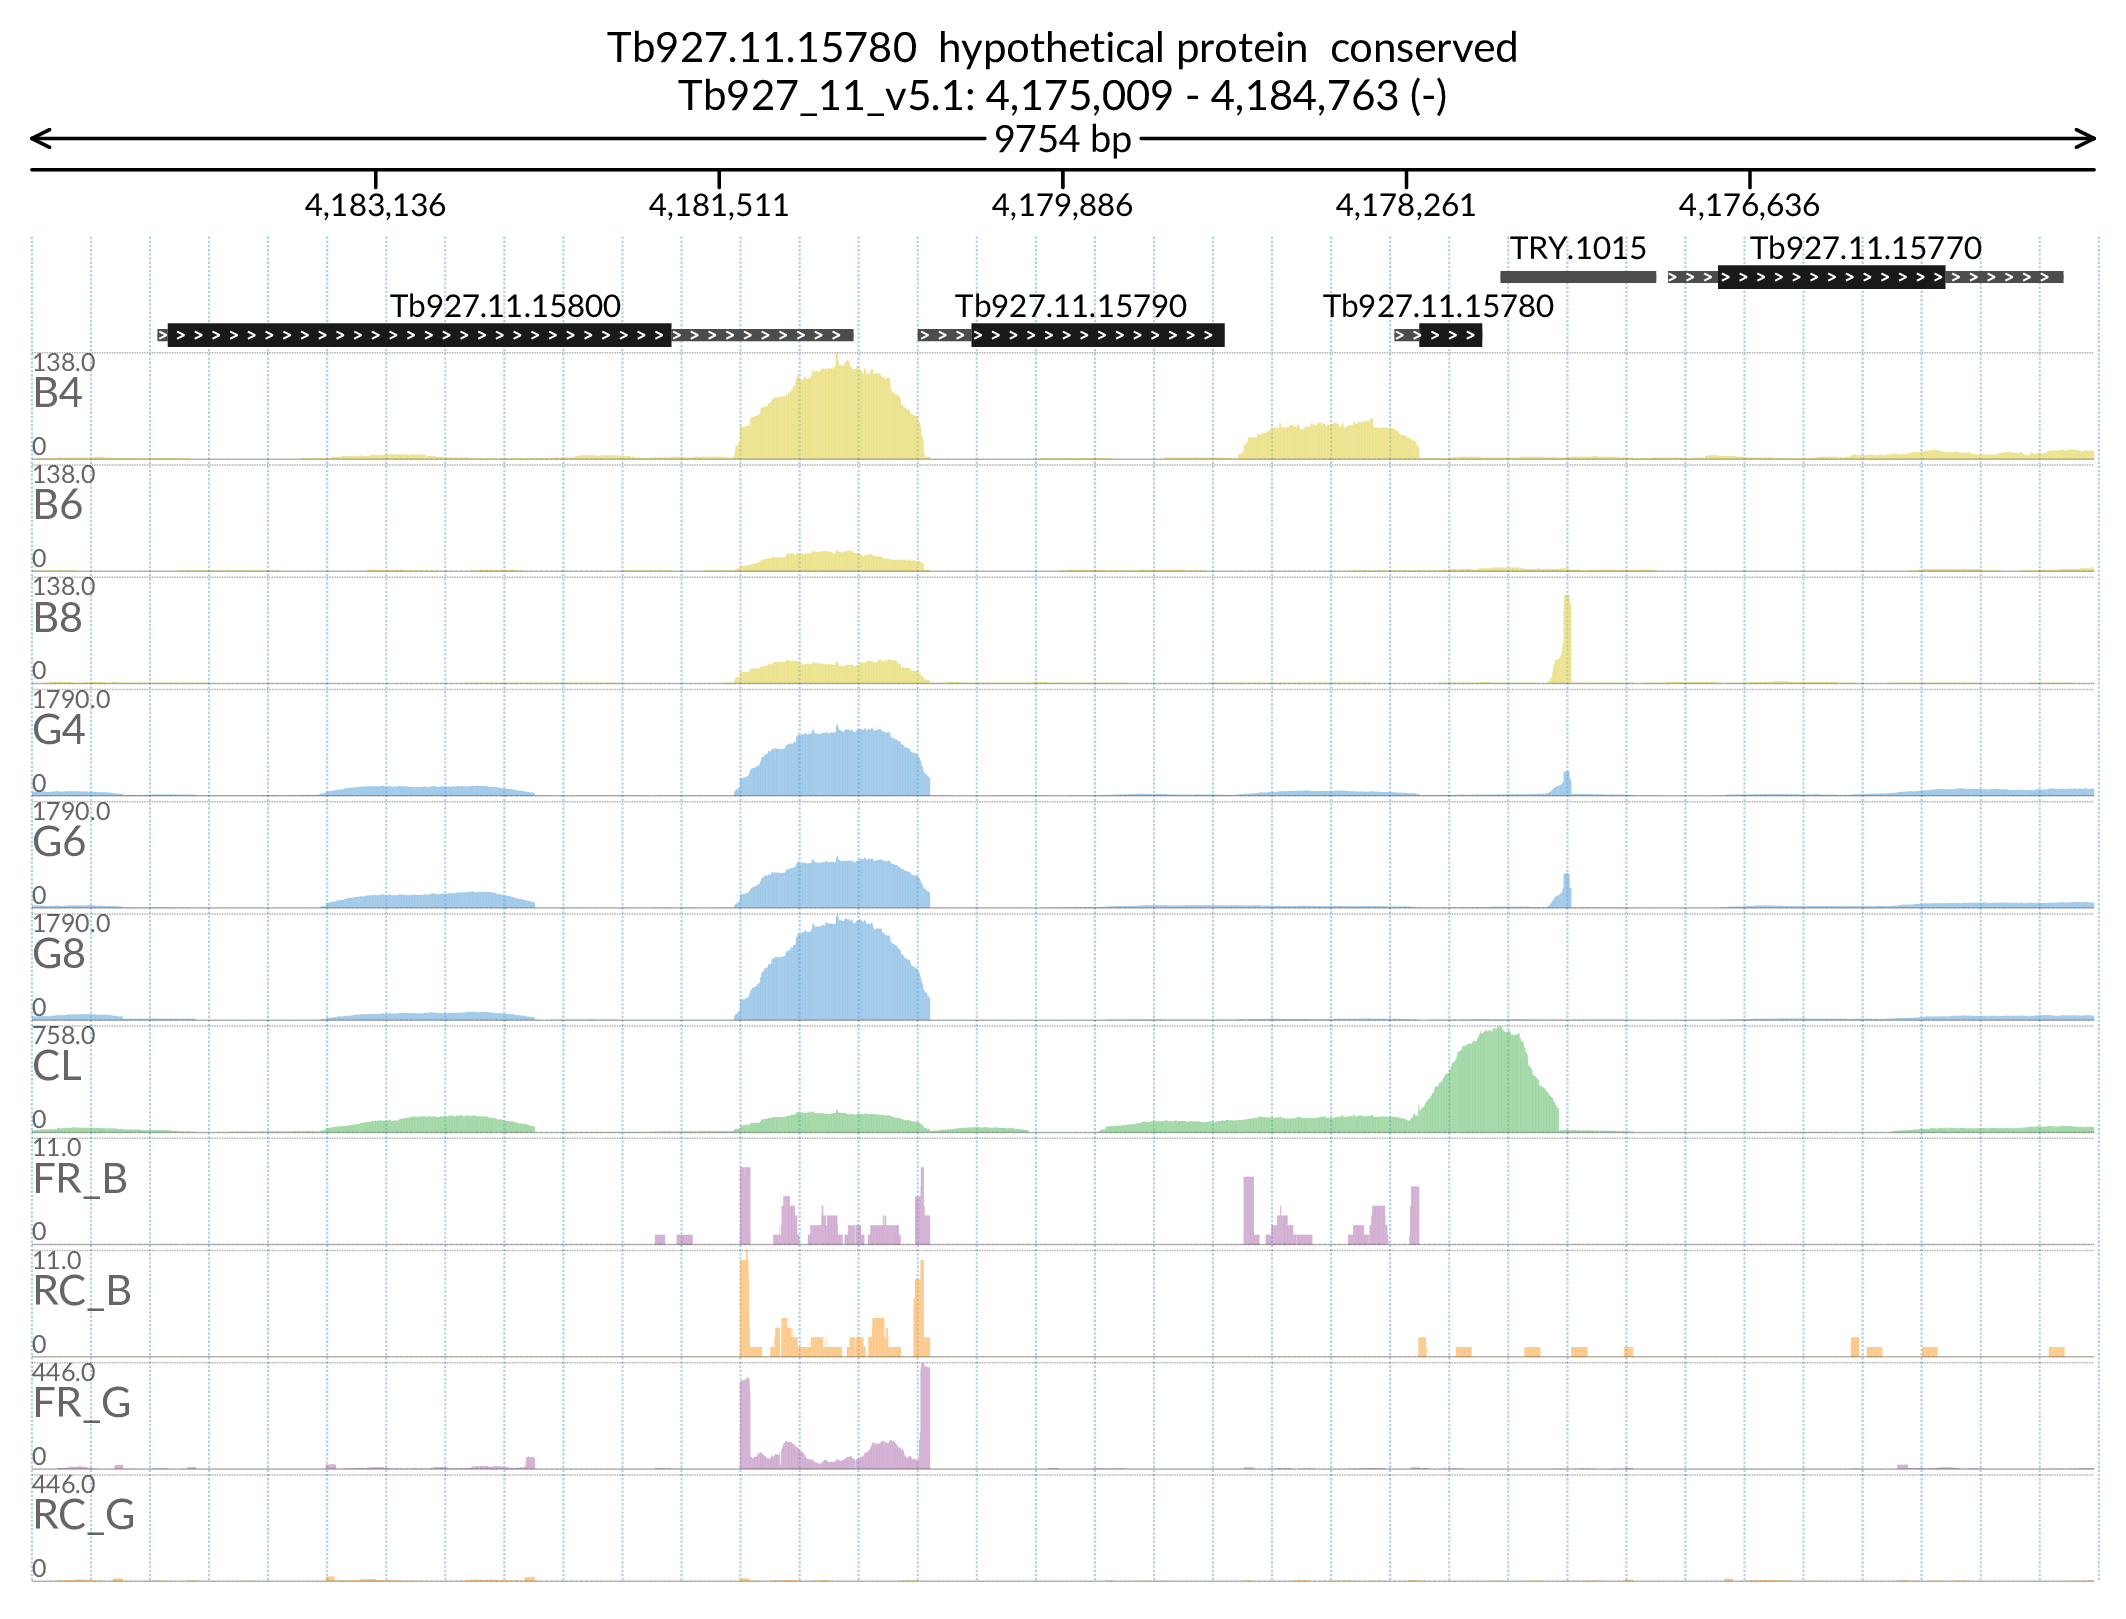 Tb927.11.15780 hypothetical protein conserved
Tb927_11_v5.1: 4,175,009 - 4,184,763 (-)
9754 bp
4,183,136 4,181,511 4,179,886 4,178,261 4,176,636
TRY.1015 Tb927.11.15770
Tb927.11.15800 Tb927.11.15790 Tb927.11.15780
138.0
B4
0
138.0
B6
0
138.0
B8
0
1790.0
G4
0
1790.0
G6
0
1790.0
G8
0
758.0
CL
0
11.0
FR_B
0
11.0
RC_B
0
446.0
FR_G
0
446.0
RC_G
0